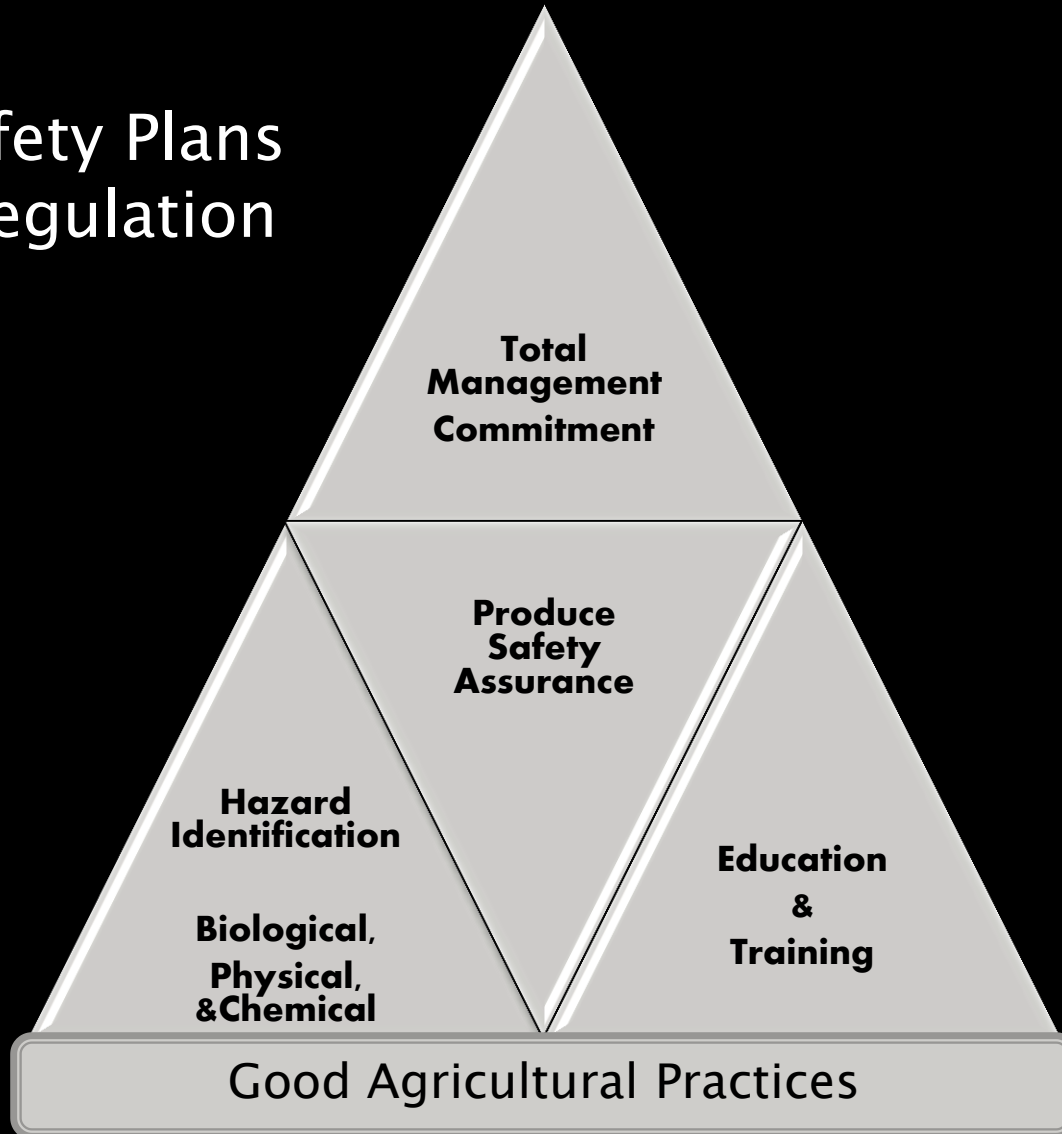 fety Plans
egulation
Total
Management
Commitment
Produce
Safety
Assurance
Hazard
Identification
Biological,
Physical,
&Chemical
Education
&
Training
Good Agricultural Practices